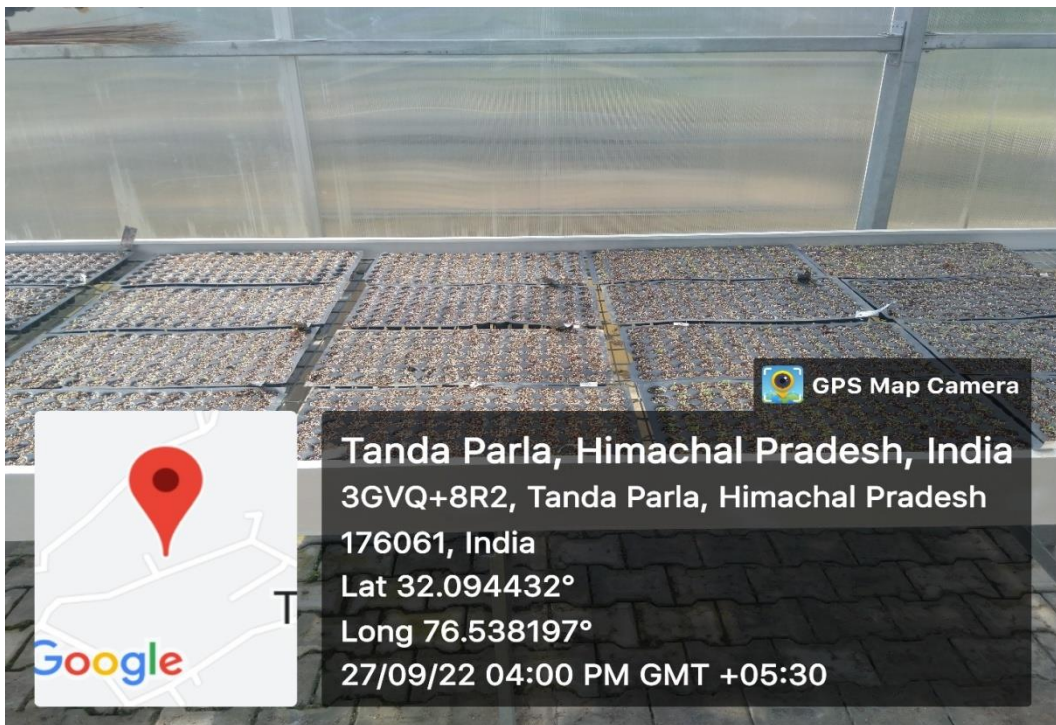 GPS Map Camera
Tanda Parla, Himachal Pradesh, India
3GVQ+8R2, Tanda Parla, Himachal Pradesh
176061, India
Lat 32.094432°
Long 76.538197°
27/09/22 04:00 PM GMT +05:30
T
Google